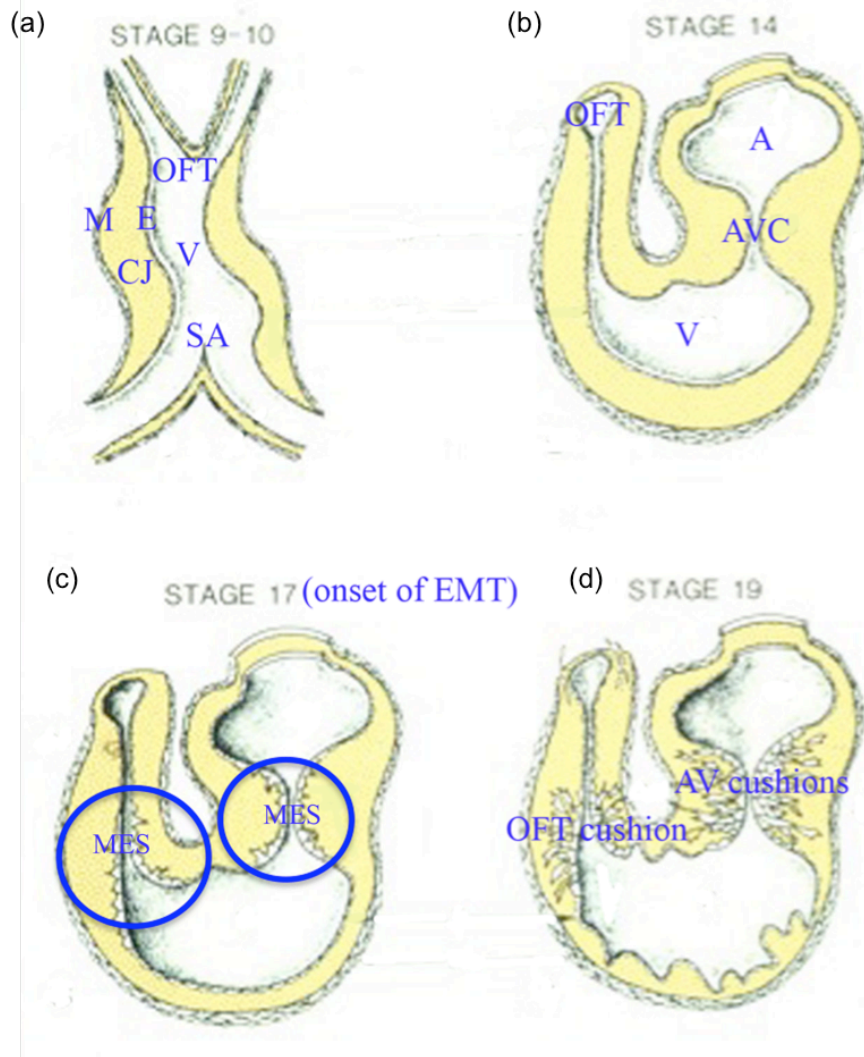 (a)
STAGE 9-10
OFT
M E
CJ
V
SA
(b)
STAGE 14
OFT
A
AVC
V
(c)
STAGE 17 (onset of EMT)
MES
MES
(d)
STAGE 19
AV cushions
OFT cushion